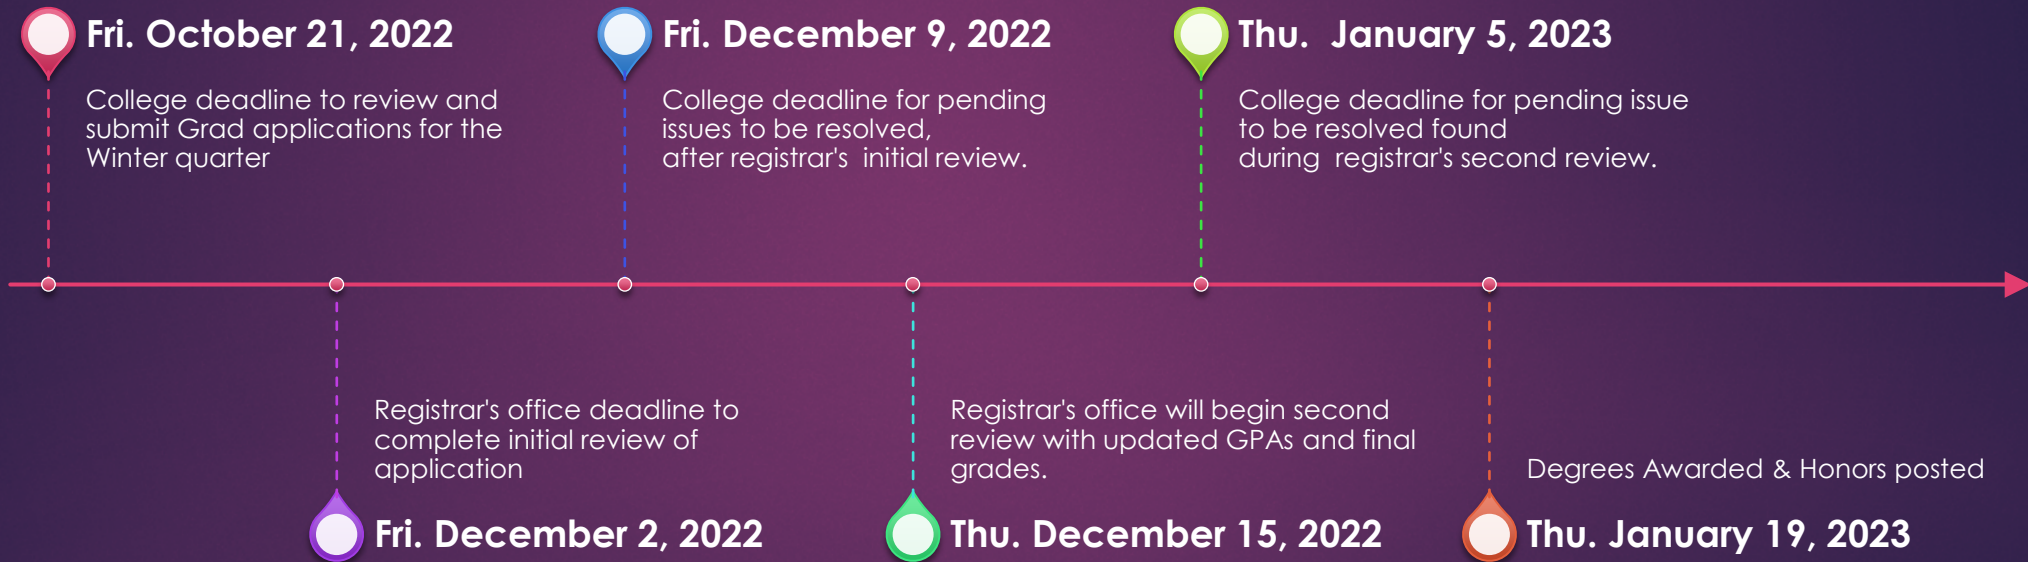 Fri. October 21, 2022
College deadline to review and
submit Grad applications for the
Winter quarter
Registrar's office deadline to
complete initial review of
application
Fri. December 2, 2022
Fri. December 9, 2022
College deadline for pending
issues to be resolved,
after registrar's  initial review.
Registrar's office will begin second
review with updated GPAs and final
grades.
Thu. December 15, 2022
Thu.  January 5, 2023
College deadline for pending issue
to be resolved found
during  registrar's second review.
Degrees Awarded & Honors posted
Thu. January 19, 2023